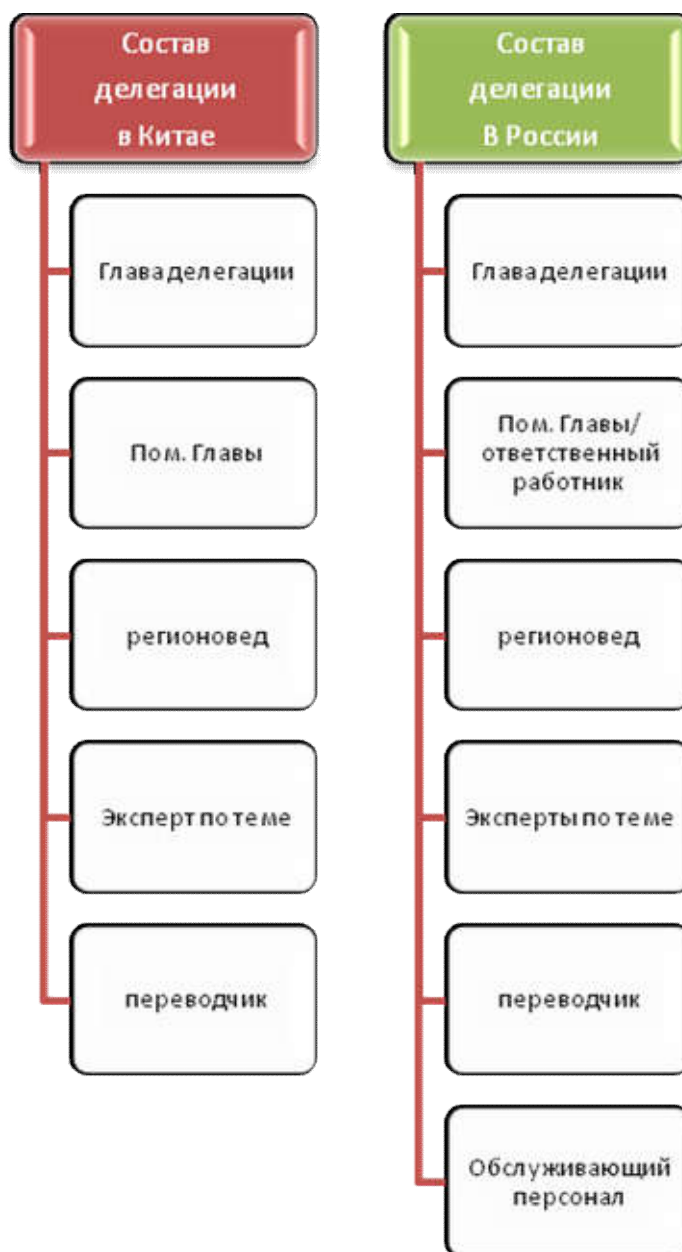 Состав
делегации
в Китае
Глава делегации
Пом. Главы
регионовед
Эксперт по теме
переводчик
Состав
делегации
В России
Глава делегации
Пом. Главы/
ответственный
работник
регионовед
Эксперты по теме
переводчик
Обслуживающий
персонал